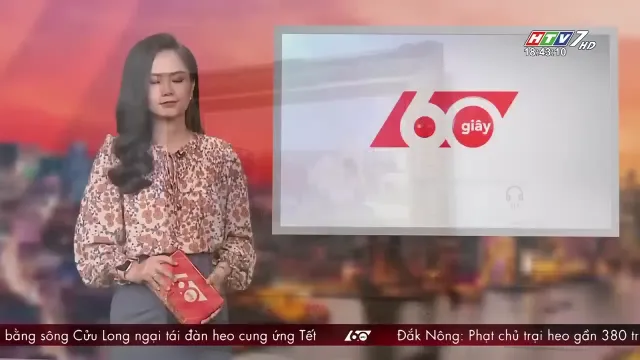 HTV7 HD
18:43:10
60 giây
60
bằng sông Cửu Long ngại tái đàn heo cung ứng Tết 60 Đắk Nông: Phạt chủ trại heo gần 380 tr